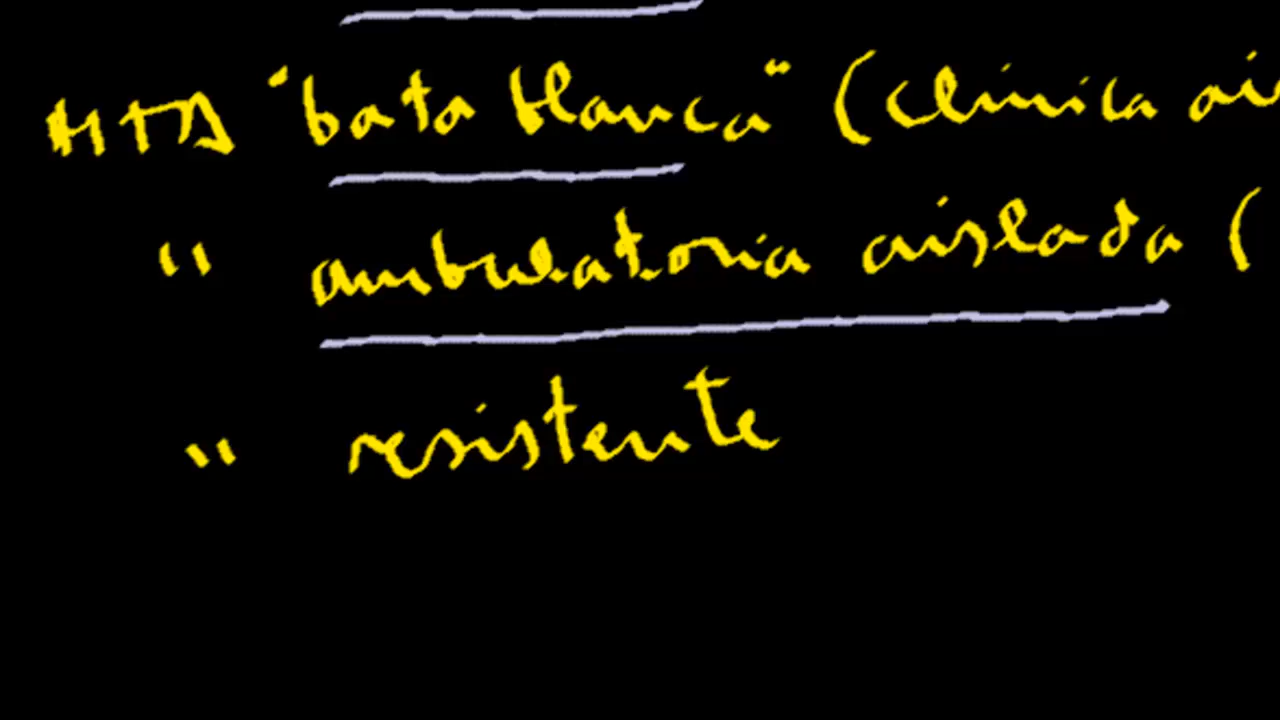 HTA "bata blanca" (clínica ai
" ambulatoria aislada (
" resistente